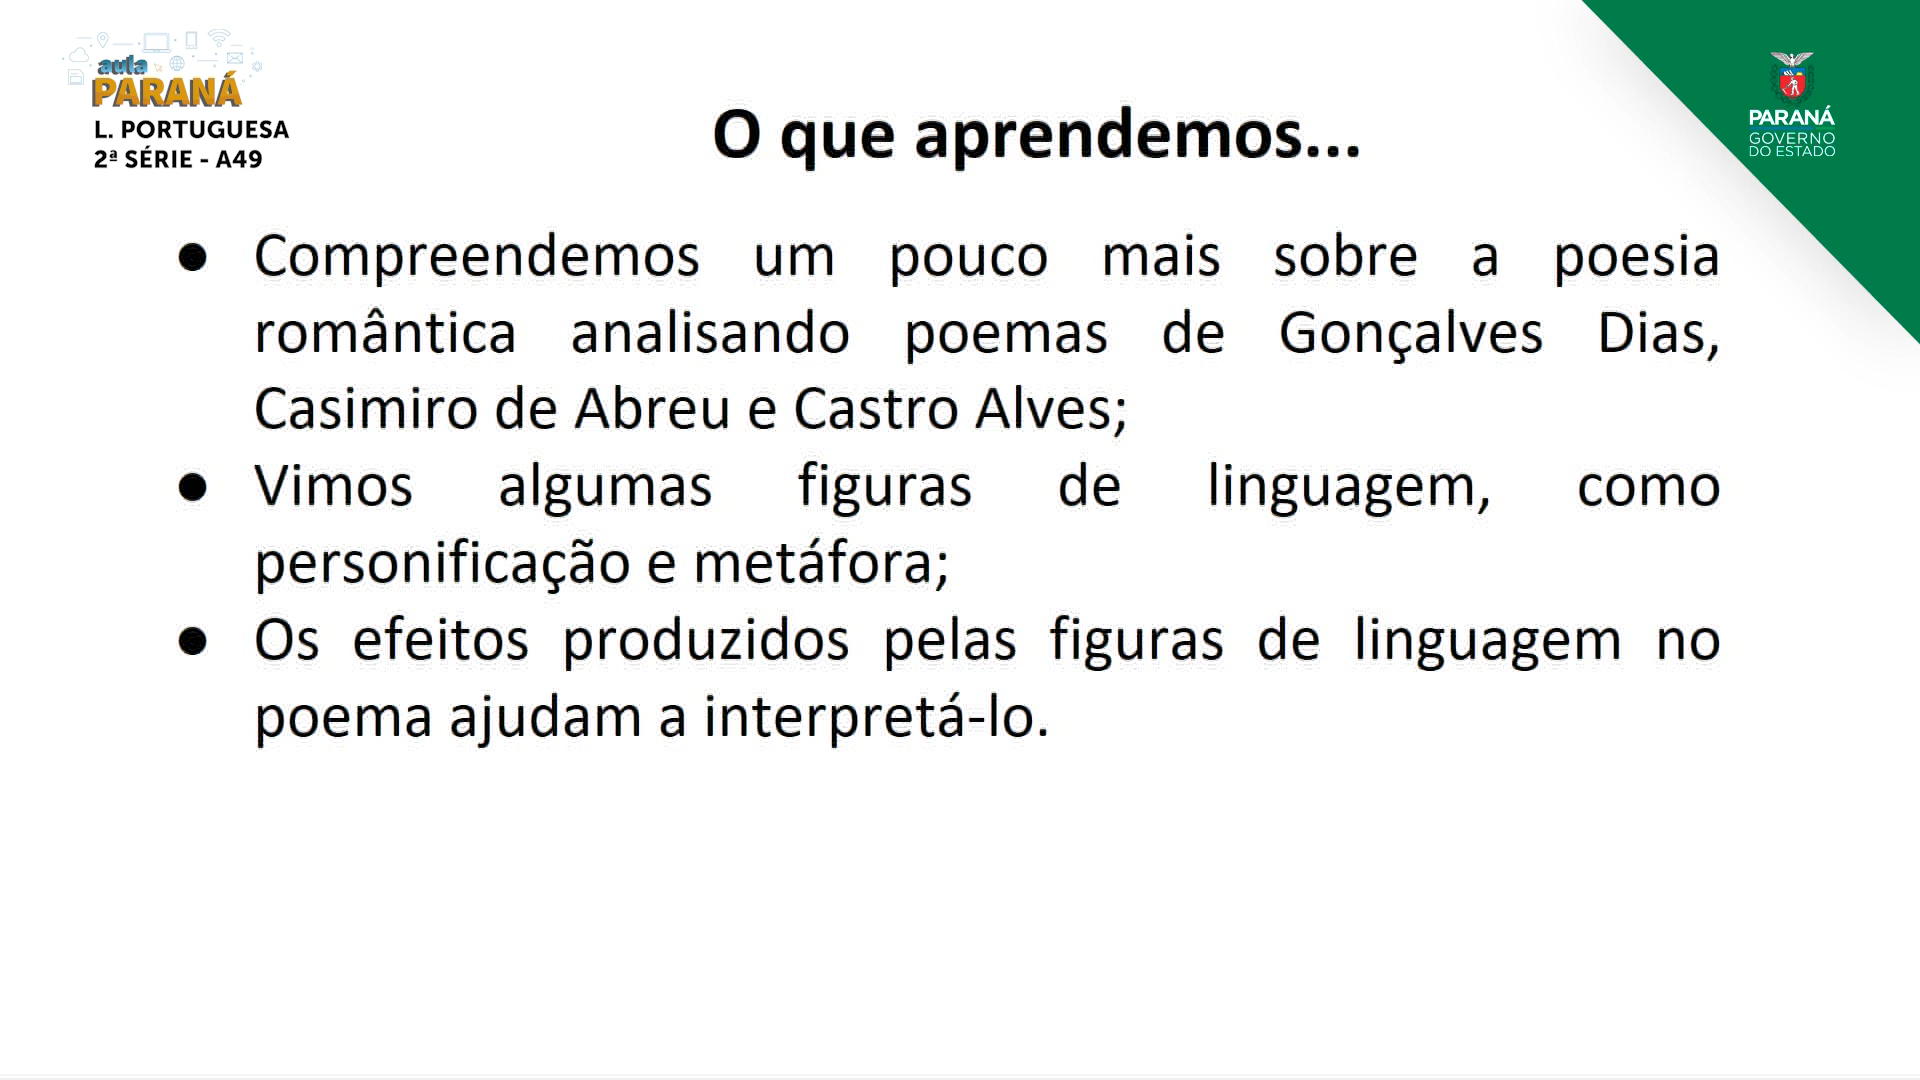 aula
PARANÁ
L. PORTUGUESA
2ª SÉRIE - A49
PARANÁ
GOVERNO
DO ESTADO
O que aprendemos...
● Compreendemos um pouco mais sobre a poesia
romântica analisando poemas de Gonçalves Dias,
Casimiro de Abreu e Castro Alves;
● Vimos algumas figuras de linguagem, como
personificação e metáfora;
● Os efeitos produzidos pelas figuras de linguagem no
poema ajudam a interpretá-lo.